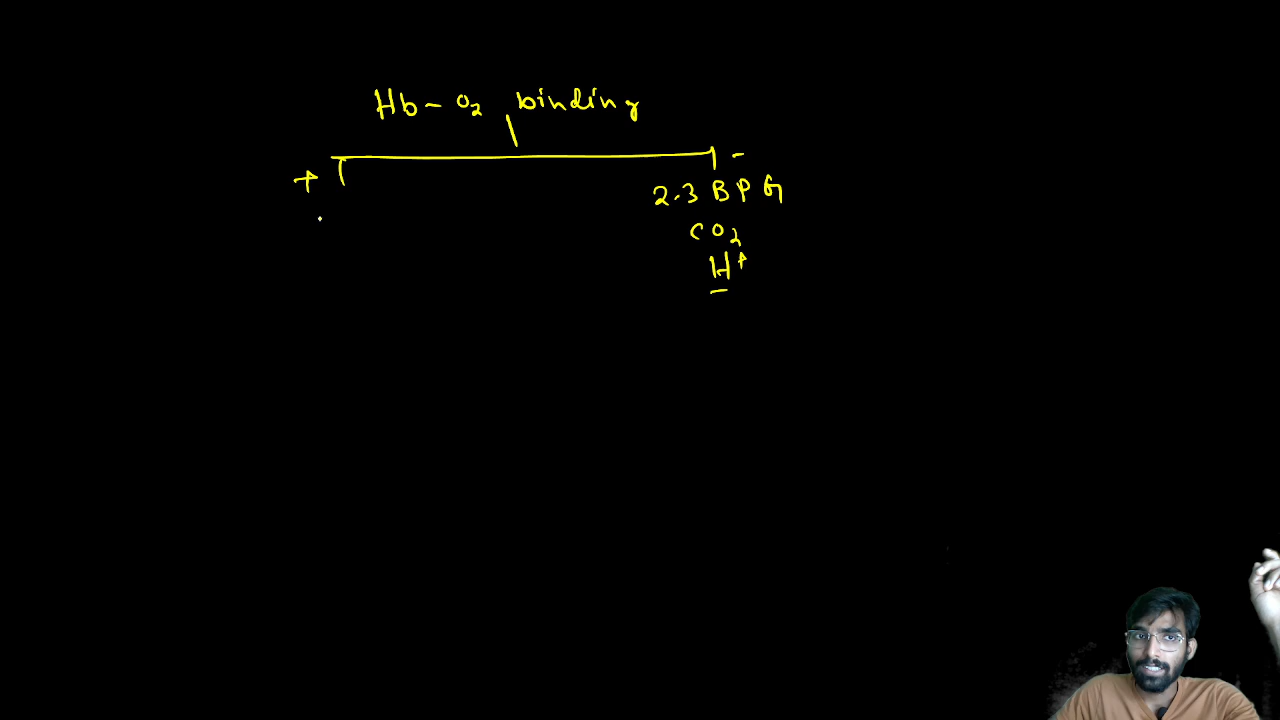 Hb - O2 binding
+ -
2.3 BPG
CO2
H+